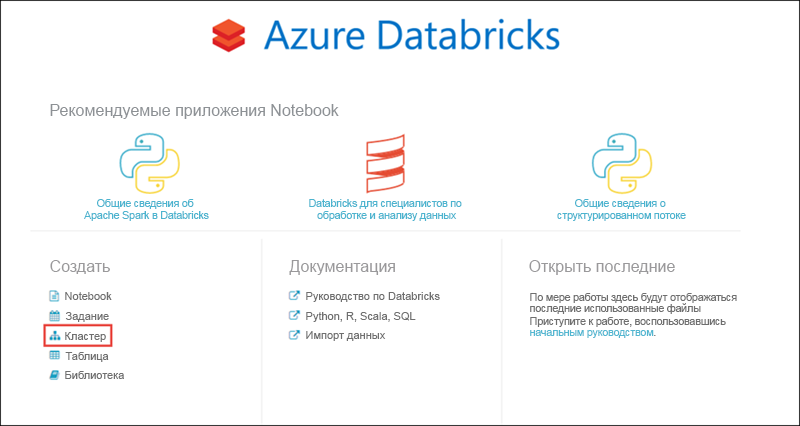 Azure Databricks
Рекомендуемые приложения Notebook
Общие сведения об
Apache Spark в Databricks
Databricks для специалистов по
обработке и анализу данных
Общие сведения о
структурированном потоке
Создать
Notebook
Задание
Кластер
Таблица
Библиотека
Документация
Руководство по Databricks
Python, R, Scala, SQL
Импорт данных
Открыть последние
По мере работы здесь будут отображаться
последние использованные файлы
Приступите к работе, воспользовавшись
начальным руководством.